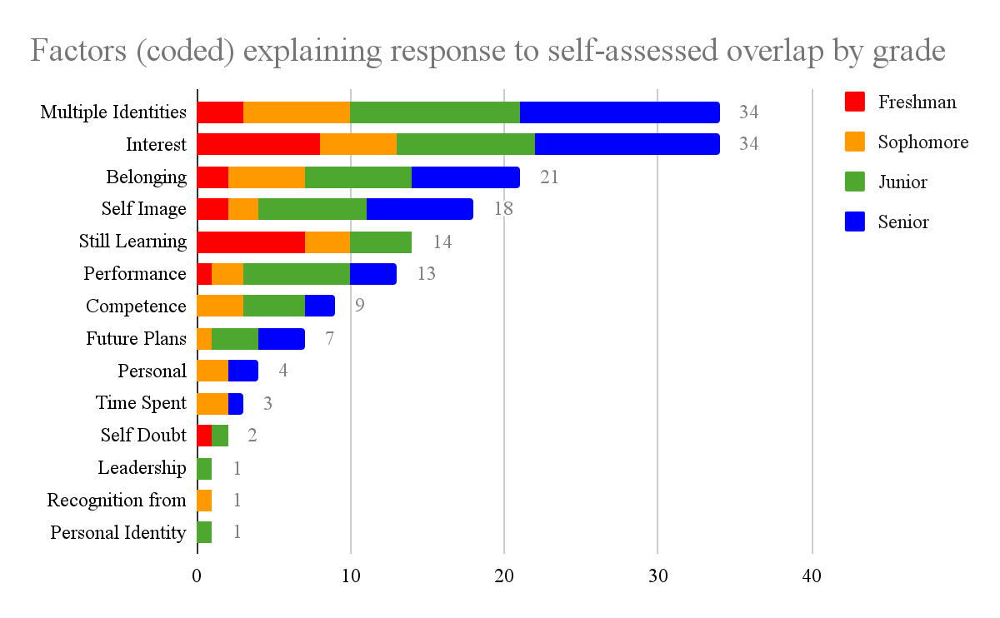 Factors (coded) explaining response to self-assessed overlap by grade
Multiple Identities 34
Interest 34
Belonging 21
Self Image 18
Still Learning 14
Performance 13
Competence 9
Future Plans 7
Personal 4
Time Spent 3
Self Doubt 2
Leadership 1
Recognition from 1
Personal Identity 1
0 10 20 30 40
Freshman
Sophomore
Junior
Senior